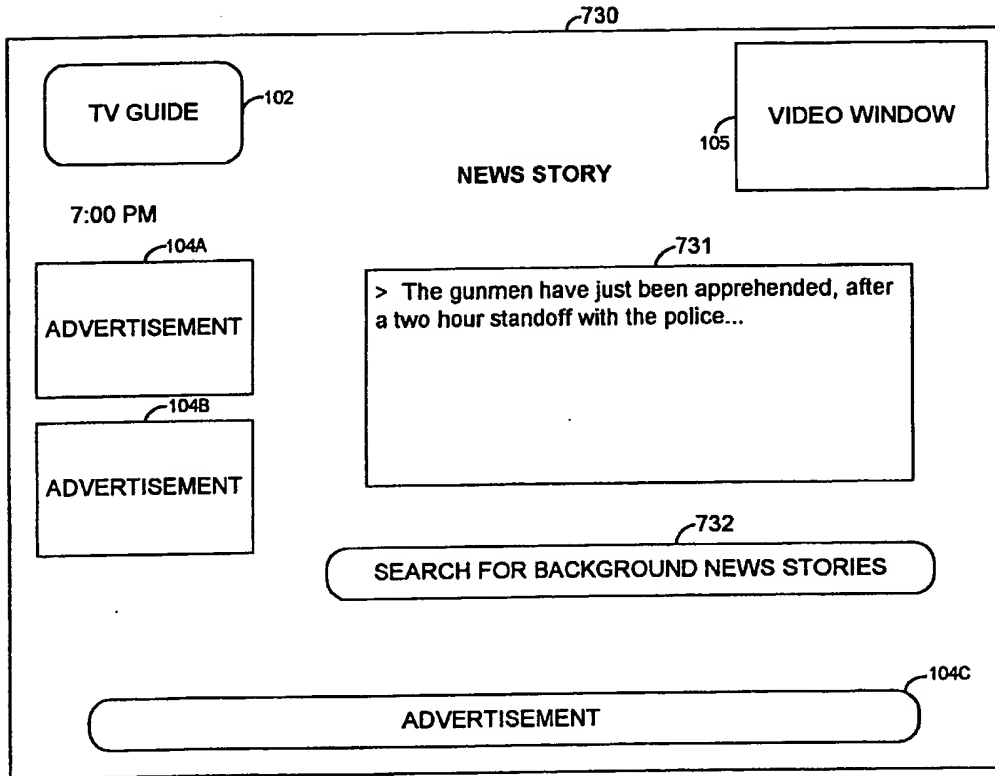 730
TV GUIDE
102
VIDEO WINDOW
105
NEWS STORY
7:00 PM
104A
ADVERTISEMENT
731
> The gunmen have just been apprehended, after
a two hour standoff with the police...
104B
ADVERTISEMENT
732
SEARCH FOR BACKGROUND NEWS STORIES
104C
ADVERTISEMENT